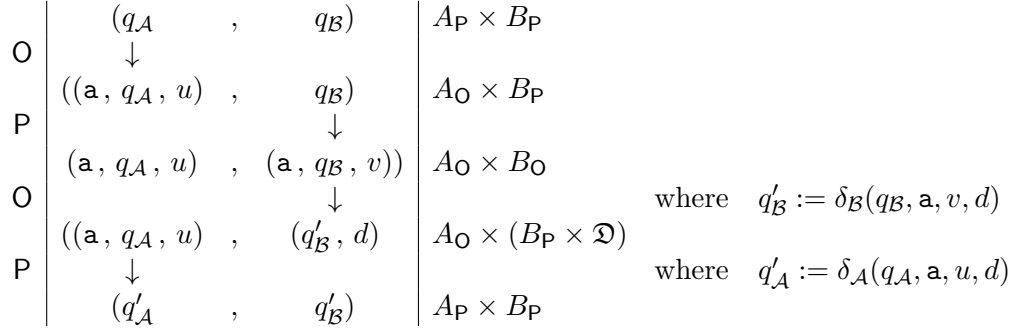 (q_𝒜 , q_ℬ) A_P × B_P
O ↓
((a , q_𝒜 , u) , q_ℬ) A_O × B_P
P ↓
(a , q_𝒜 , u) , (a , q_ℬ , v)) A_O × B_O
O ↓ where q′_ℬ := δ_ℬ(q_ℬ, a, v, d)
((a , q_𝒜 , u) , (q′_ℬ , d) A_O × (B_P × 𝔇)
P ↓ where q′_𝒜 := δ_𝒜(q_𝒜, a, u, d)
(q′_𝒜 , q′_ℬ) A_P × B_P